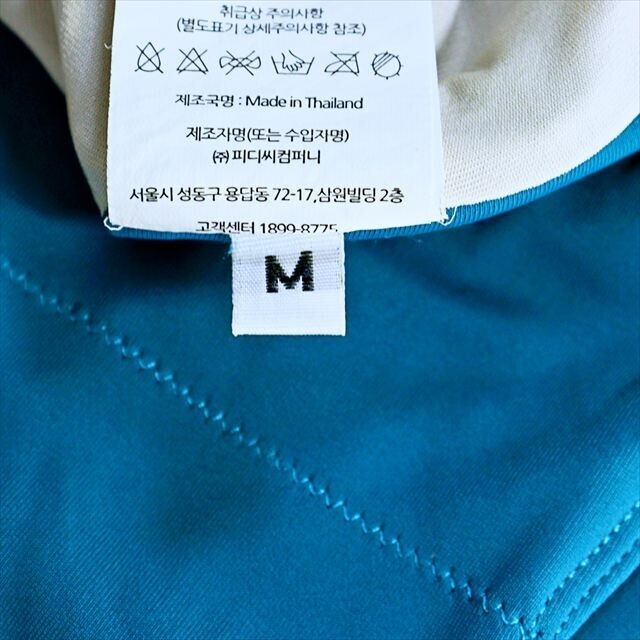 취급상 주의사항
(별도표기 상세주의사항 참조)
제조국명 : Made in Thailand
제조자명(또는 수입자명)
㈜피디씨컴퍼니
서울시 성동구 용답동 72-17,삼원빌딩 2층
고객센터 1899-8775
M